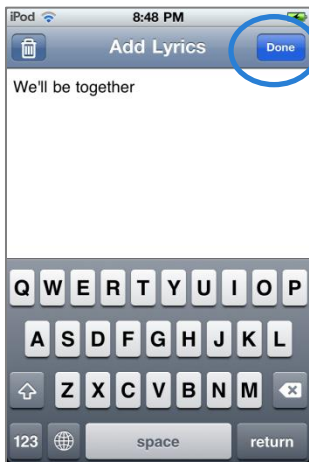 iPod 8:48 PM
Add Lyrics Done
We'll be together
Q W E R T Y U I O P
A S D F G H J K L
Z X C V B N M
123 space return